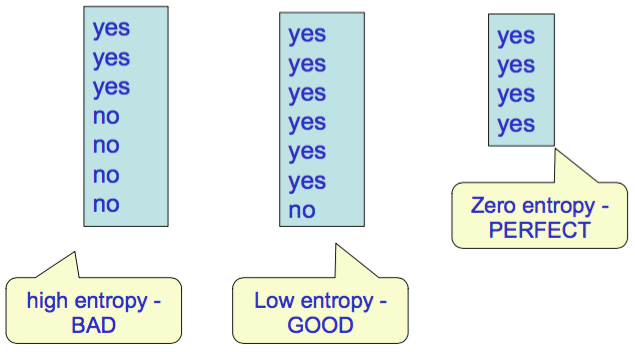 yes
yes
yes
no
no
no
no
high entropy -
BAD
yes
yes
yes
yes
yes
yes
no
Low entropy -
GOOD
yes
yes
yes
yes
Zero entropy -
PERFECT